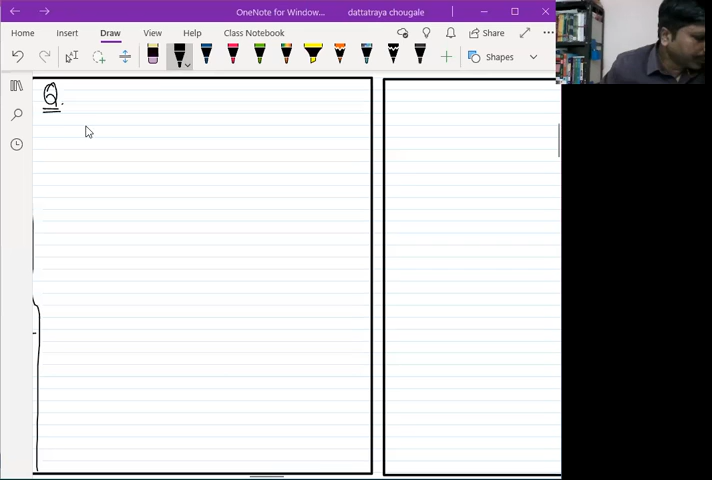 OneNote for Window...
dattatraya chougale
Home Insert Draw View Help Class Notebook Share
Shapes
Q.